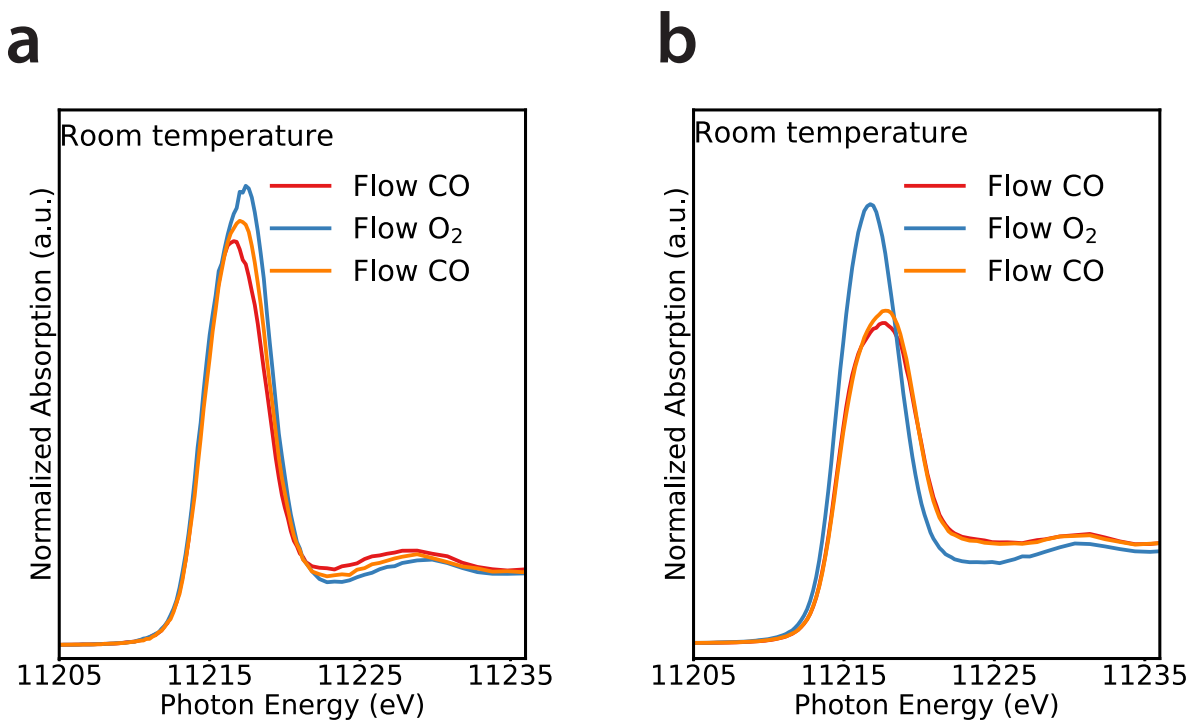 a
Room temperature
Flow CO
Flow O₂
Flow CO
Normalized Absorption (a.u.)
11205
11215
11225
11235
Photon Energy (eV)
b
Room temperature
Flow CO
Flow O₂
Flow CO
Normalized Absorption (a.u.)
11205
11215
11225
11235
Photon Energy (eV)